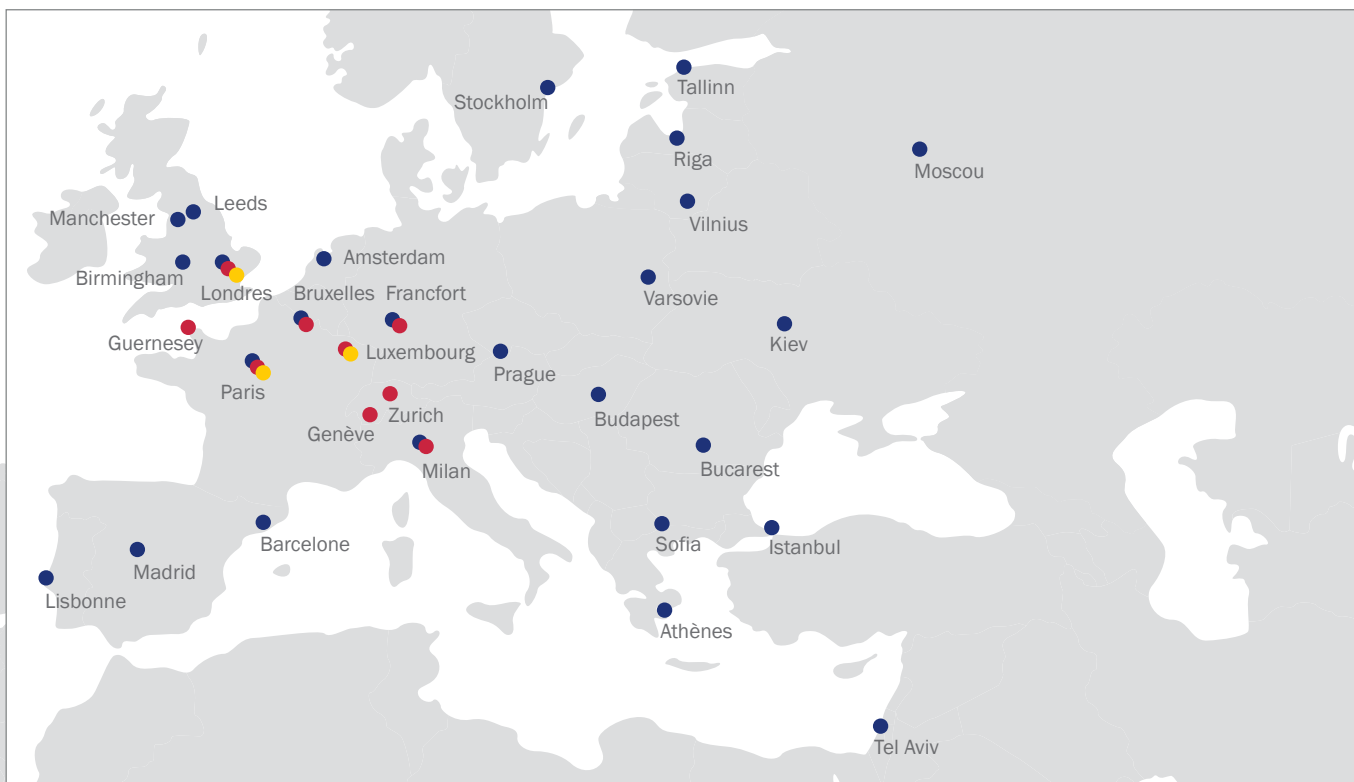 Tallinn
Stockholm
Riga
Moscou
Leeds
Manchester
Vilnius
Amsterdam
Birmingham
Londres
Bruxelles
Francfort
Varsovie
Guernesey
Kiev
Luxembourg
Prague
Paris
Zurich
Budapest
Genève
Milan
Bucarest
Barcelone
Sofia
Istanbul
Madrid
Lisbonne
Athènes
Tel Aviv